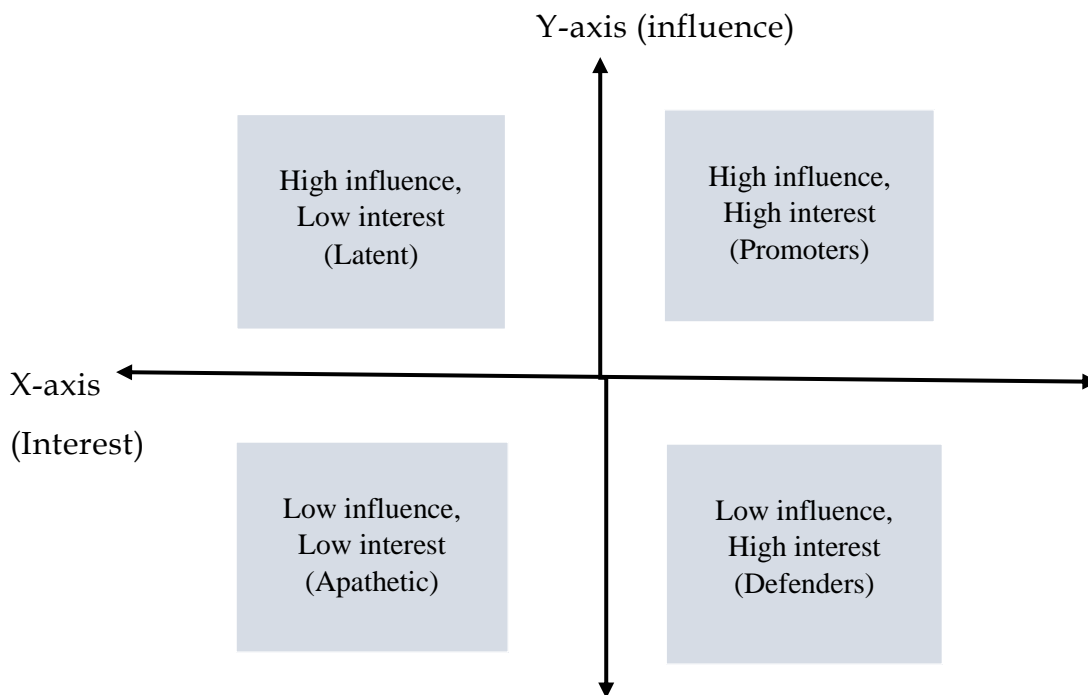 Y-axis (influence)
High influence,
Low interest
(Latent)
High influence,
High interest
(Promoters)
X-axis
(Interest)
Low influence,
Low interest
(Apathetic)
Low influence,
High interest
(Defenders)